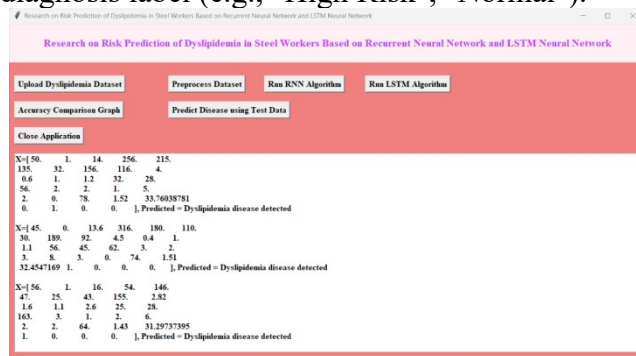 diagnosis label (e.g., "High Risk", "Normal").
Research on Risk Prediction of Dyslipidemia in Steel Workers Based on Recurrent Neural Network and LSTM Neural Network
Research on Risk Prediction of Dyslipidemia in Steel Workers Based on Recurrent Neural Network and LSTM Neural Network
Upload Dyslipidemia Dataset Preprocess Dataset Run RNN Algorithm Run LSTM Algorithm
Accuracy Comparison Graph Predict Disease using Test Data
Close Application
X=[ 50. 1. 14. 256. 215.
135. 32. 156. 116. 4.
0.6 1. 1.2 32. 28.
56. 2. 2. 1. 5.
2. 0. 78. 1.52 33.76038781
0. 1. 0. 0. ], Predicted = Dyslipidemia disease detected
X=[ 45. 0. 13.6 316. 180. 110.
30. 189. 92. 4.5 0.4 1.
1.1 56. 45. 62. 3. 2.
3. 8. 3. 0. 74. 1.51
32.4547169 1. 0. 0. 0. ], Predicted = Dyslipidemia disease detected
X=[ 56. 1. 16. 54. 146.
47. 25. 43. 155. 2.82
1.6 1.1 2.6 25. 28.
163. 3. 1. 2. 6.
2. 2. 64. 1.43 31.29737395
1. 0. 0. 0. ], Predicted = Dyslipidemia disease detected